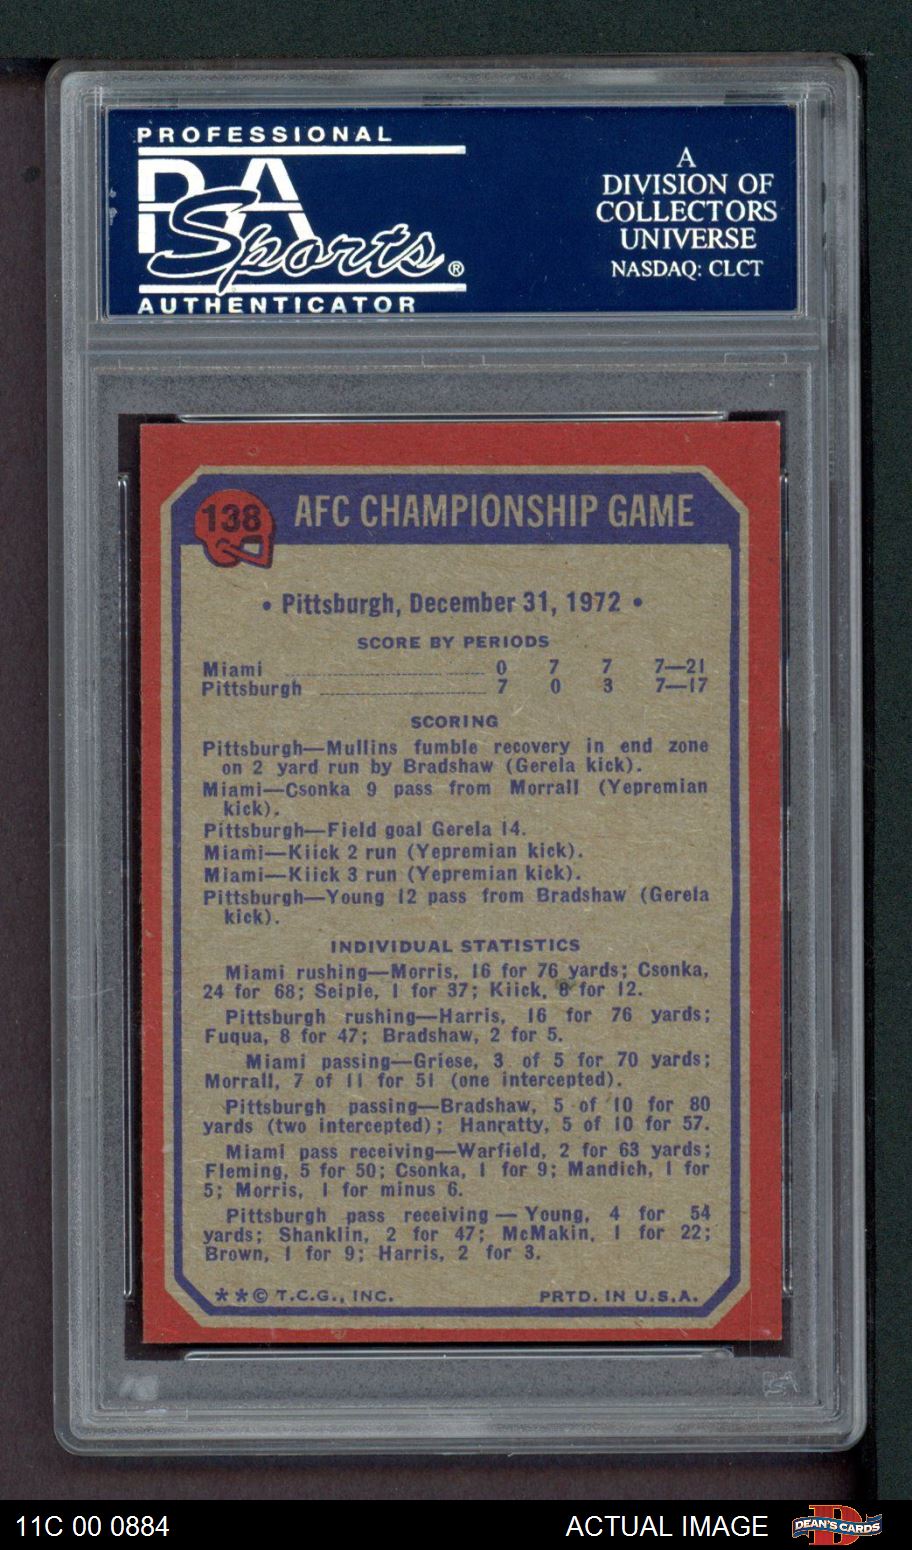 PROFESSIONAL
PSA
Sports®
AUTHENTICATOR
A
DIVISION OF
COLLECTORS
UNIVERSE
NASDAQ: CLCT
138 AFC CHAMPIONSHIP GAME
• Pittsburgh, December 31, 1972 •
SCORE BY PERIODS
Miami 0 7 7 7—21
Pittsburgh 7 0 3 7—17
SCORING
Pittsburgh—Mullins fumble recovery in end zone
on 2 yard run by Bradshaw (Gerela kick).
Miami—Csonka 9 pass from Morrall (Yepremian
kick).
Pittsburgh—Field goal Gerela 14.
Miami—Kiick 2 run (Yepremian kick).
Miami—Kiick 3 run (Yepremian kick).
Pittsburgh—Young 12 pass from Bradshaw (Gerela
kick).
INDIVIDUAL STATISTICS
Miami rushing—Morris, 16 for 76 yards; Csonka,
24 for 68; Seiple, 1 for 37; Kiick, 8 for 12.
Pittsburgh rushing—Harris, 16 for 76 yards;
Fuqua, 8 for 47; Bradshaw, 2 for 5.
Miami passing—Griese, 3 of 5 for 70 yards;
Morrall, 7 of 11 for 51 (one intercepted).
Pittsburgh passing—Bradshaw, 5 of 10 for 80
yards (two intercepted); Hanratty, 5 of 10 for 57.
Miami pass receiving—Warfield, 2 for 63 yards;
Fleming, 5 for 50; Csonka, 1 for 9; Mandich, 1 for
5; Morris, 1 for minus 6.
Pittsburgh pass receiving—Young, 4 for 54
yards; Shanklin, 2 for 47; McMakin, 1 for 22;
Brown, 1 for 9; Harris, 2 for 3.
**© T.C.G., INC. PRTD. IN U.S.A.
PSA
11C 00 0884 ACTUAL IMAGE D DEAN'S CARDS